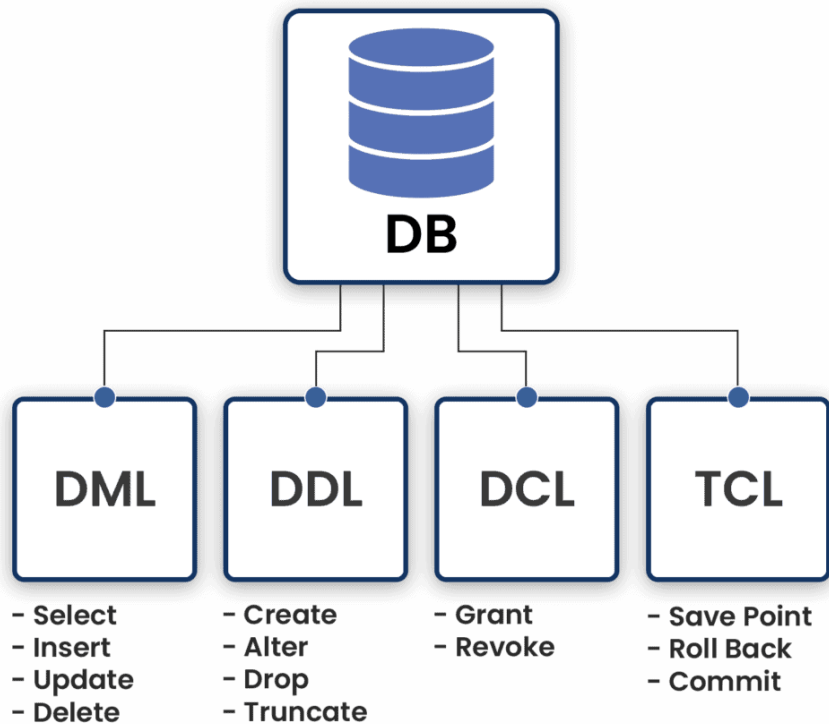 DB
DML
DDL
DCL
TCL
- Select
- Insert
- Update
- Delete
- Create
- Alter
- Drop
- Truncate
- Grant
- Revoke
- Save Point
- Roll Back
- Commit